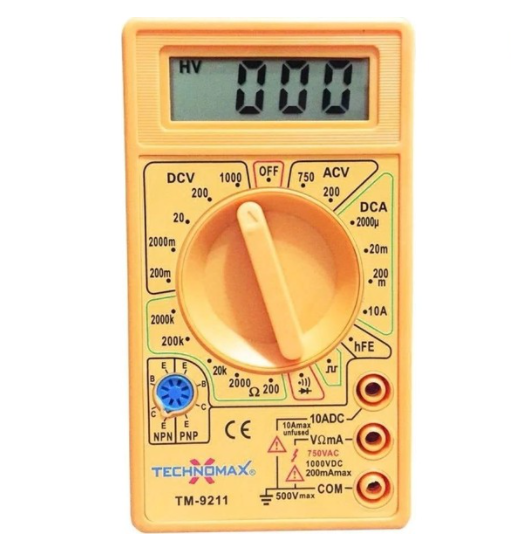 HV 000
DCV 1000 OFF 750 ACV
200 200
DCA
20 2000µ
2000m 20m
200m 200m
2000k 10A
200k hFE
20k
2000 Ω 200
E E
B B
C C
E E
NPN PNP
CE
10ADC
10Amax
unfused
VΩmA
750VAC
1000VDC
200mAmax
COM
500Vmax
TECHNOMAX®
TM-9211